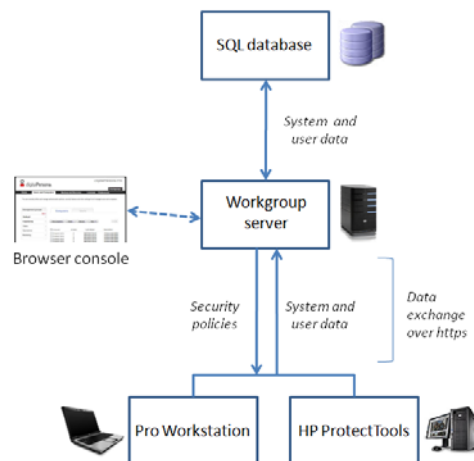 SQL database
System and
user data
Workgroup
server
Browser console
Security
policies
System and
user data
Data
exchange
over https
Pro Workstation
HP ProtectTools